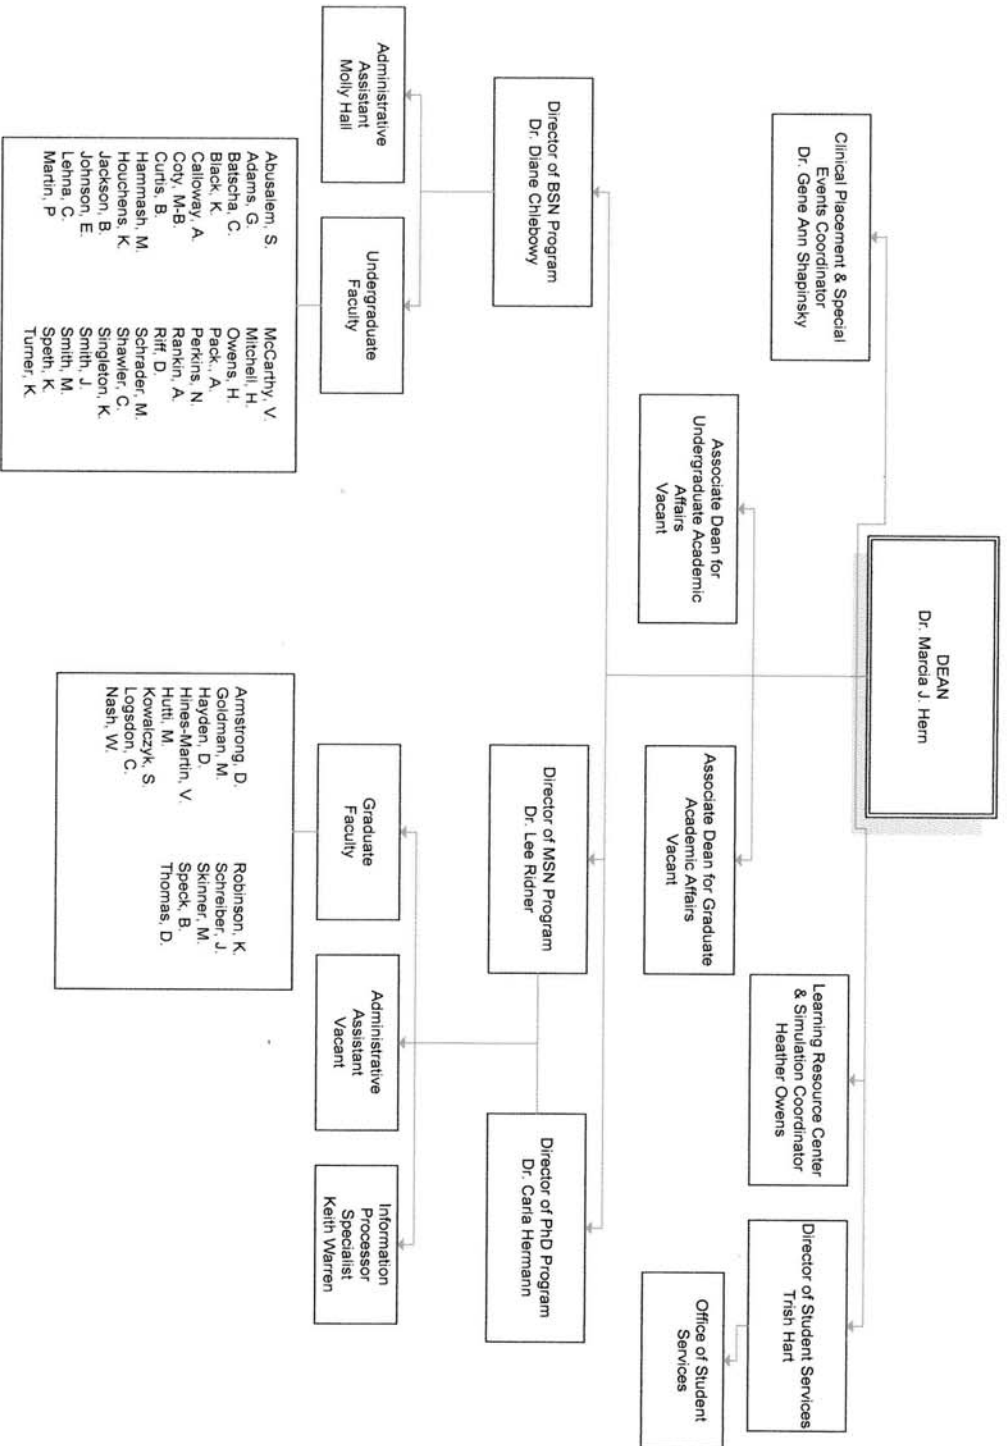 DEAN
Dr. Marcia J. Hern
Clinical Placement & Special
Events Coordinator
Dr. Gene Ann Shapinsky
Learning Resource Center
& Simulation Coordinator
Heather Owens
Director of Student Services
Trish Hart
Office of Student
Services
Associate Dean for
Undergraduate Academic
Affairs
Vacant
Associate Dean for Graduate
Academic Affairs
Vacant
Director of BSN Program
Dr. Diane Chlebowy
Director of MSN Program
Dr. Lee Ridner
Director of PhD Program
Dr. Carla Hermann
Administrative
Assistant
Molly Hall
Undergraduate
Faculty
Graduate
Faculty
Administrative
Assistant
Vacant
Information
Processor
Specialist
Keith Warren
Abusalem, S.
Adams, G.
Batscha, C.
Black, K.
Calloway, A.
Coty, M-B.
Curtis, B.
Hammash, M.
Houchens, K.
Jackson, B.
Johnson, E.
Lehna, C.
Martin, P
McCarthy, V.
Mitchell, H.
Owens, H.
Pack,, A.
Perkins, N.
Rankin, A.
Riff, D.
Schrader, M.
Shawler, C.
Singleton, K.
Smith, J.
Smith, M.
Speth, K.
Turner, K.
Armstrong, D.
Goldman, M.
Hayden, D.
Hines-Martin, V.
Hutti, M.
Kowalczyk, S.
Logsdon, C.
Nash, W.
Robinson, K.
Schreiber, J.
Skinner, M.
Speck, B.
Thomas, D.